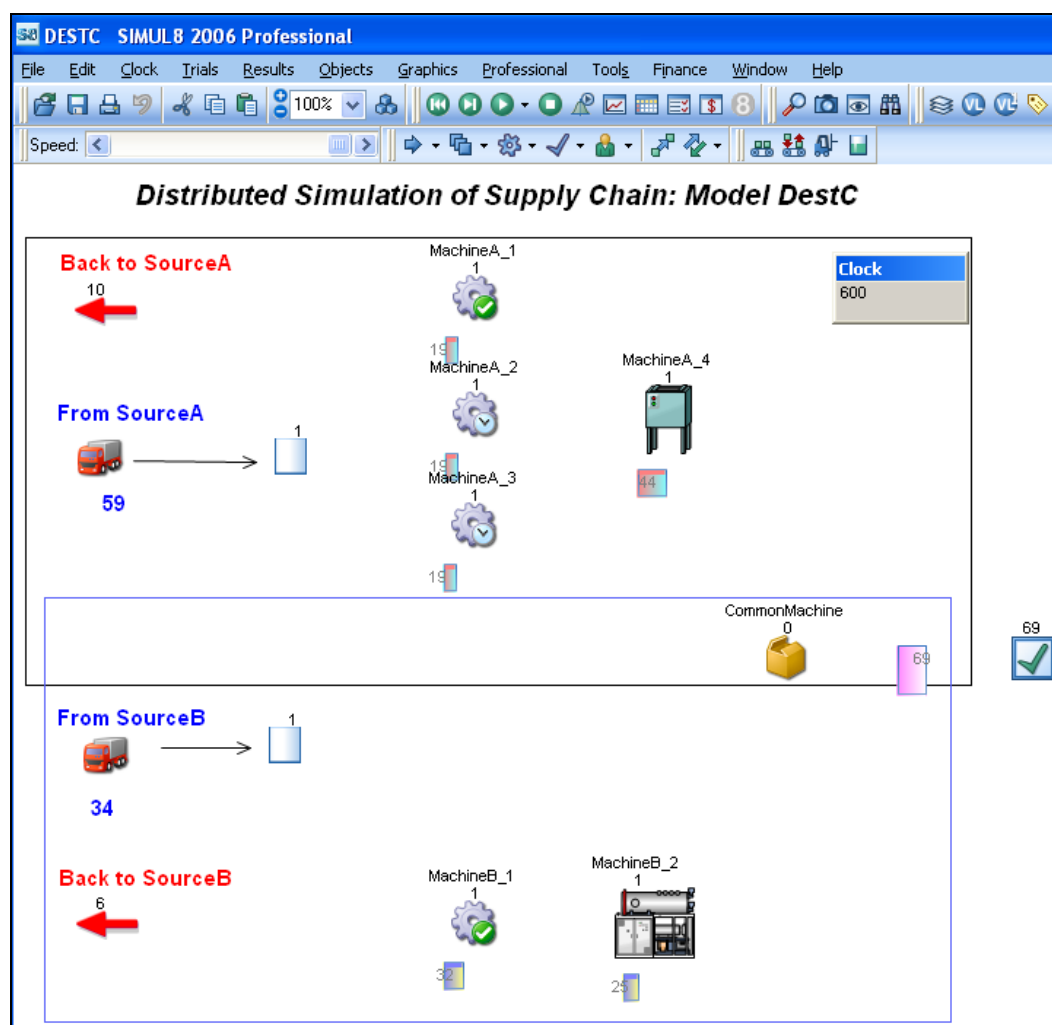 DESTC SIMUL8 2006 Professional
File Edit Clock Trials Results Objects Graphics Professional Tools Finance Window Help
100%
VL VL
Speed:
Distributed Simulation of Supply Chain: Model DestC
Back to SourceA
10
MachineA_1
1
Clock
600
19
MachineA_2
1
MachineA_4
1
From SourceA
1
59
19
44
MachineA_3
1
19
CommonMachine
0
69
69
From SourceB
1
34
Back to SourceB
6
MachineB_1
1
MachineB_2
1
32
25